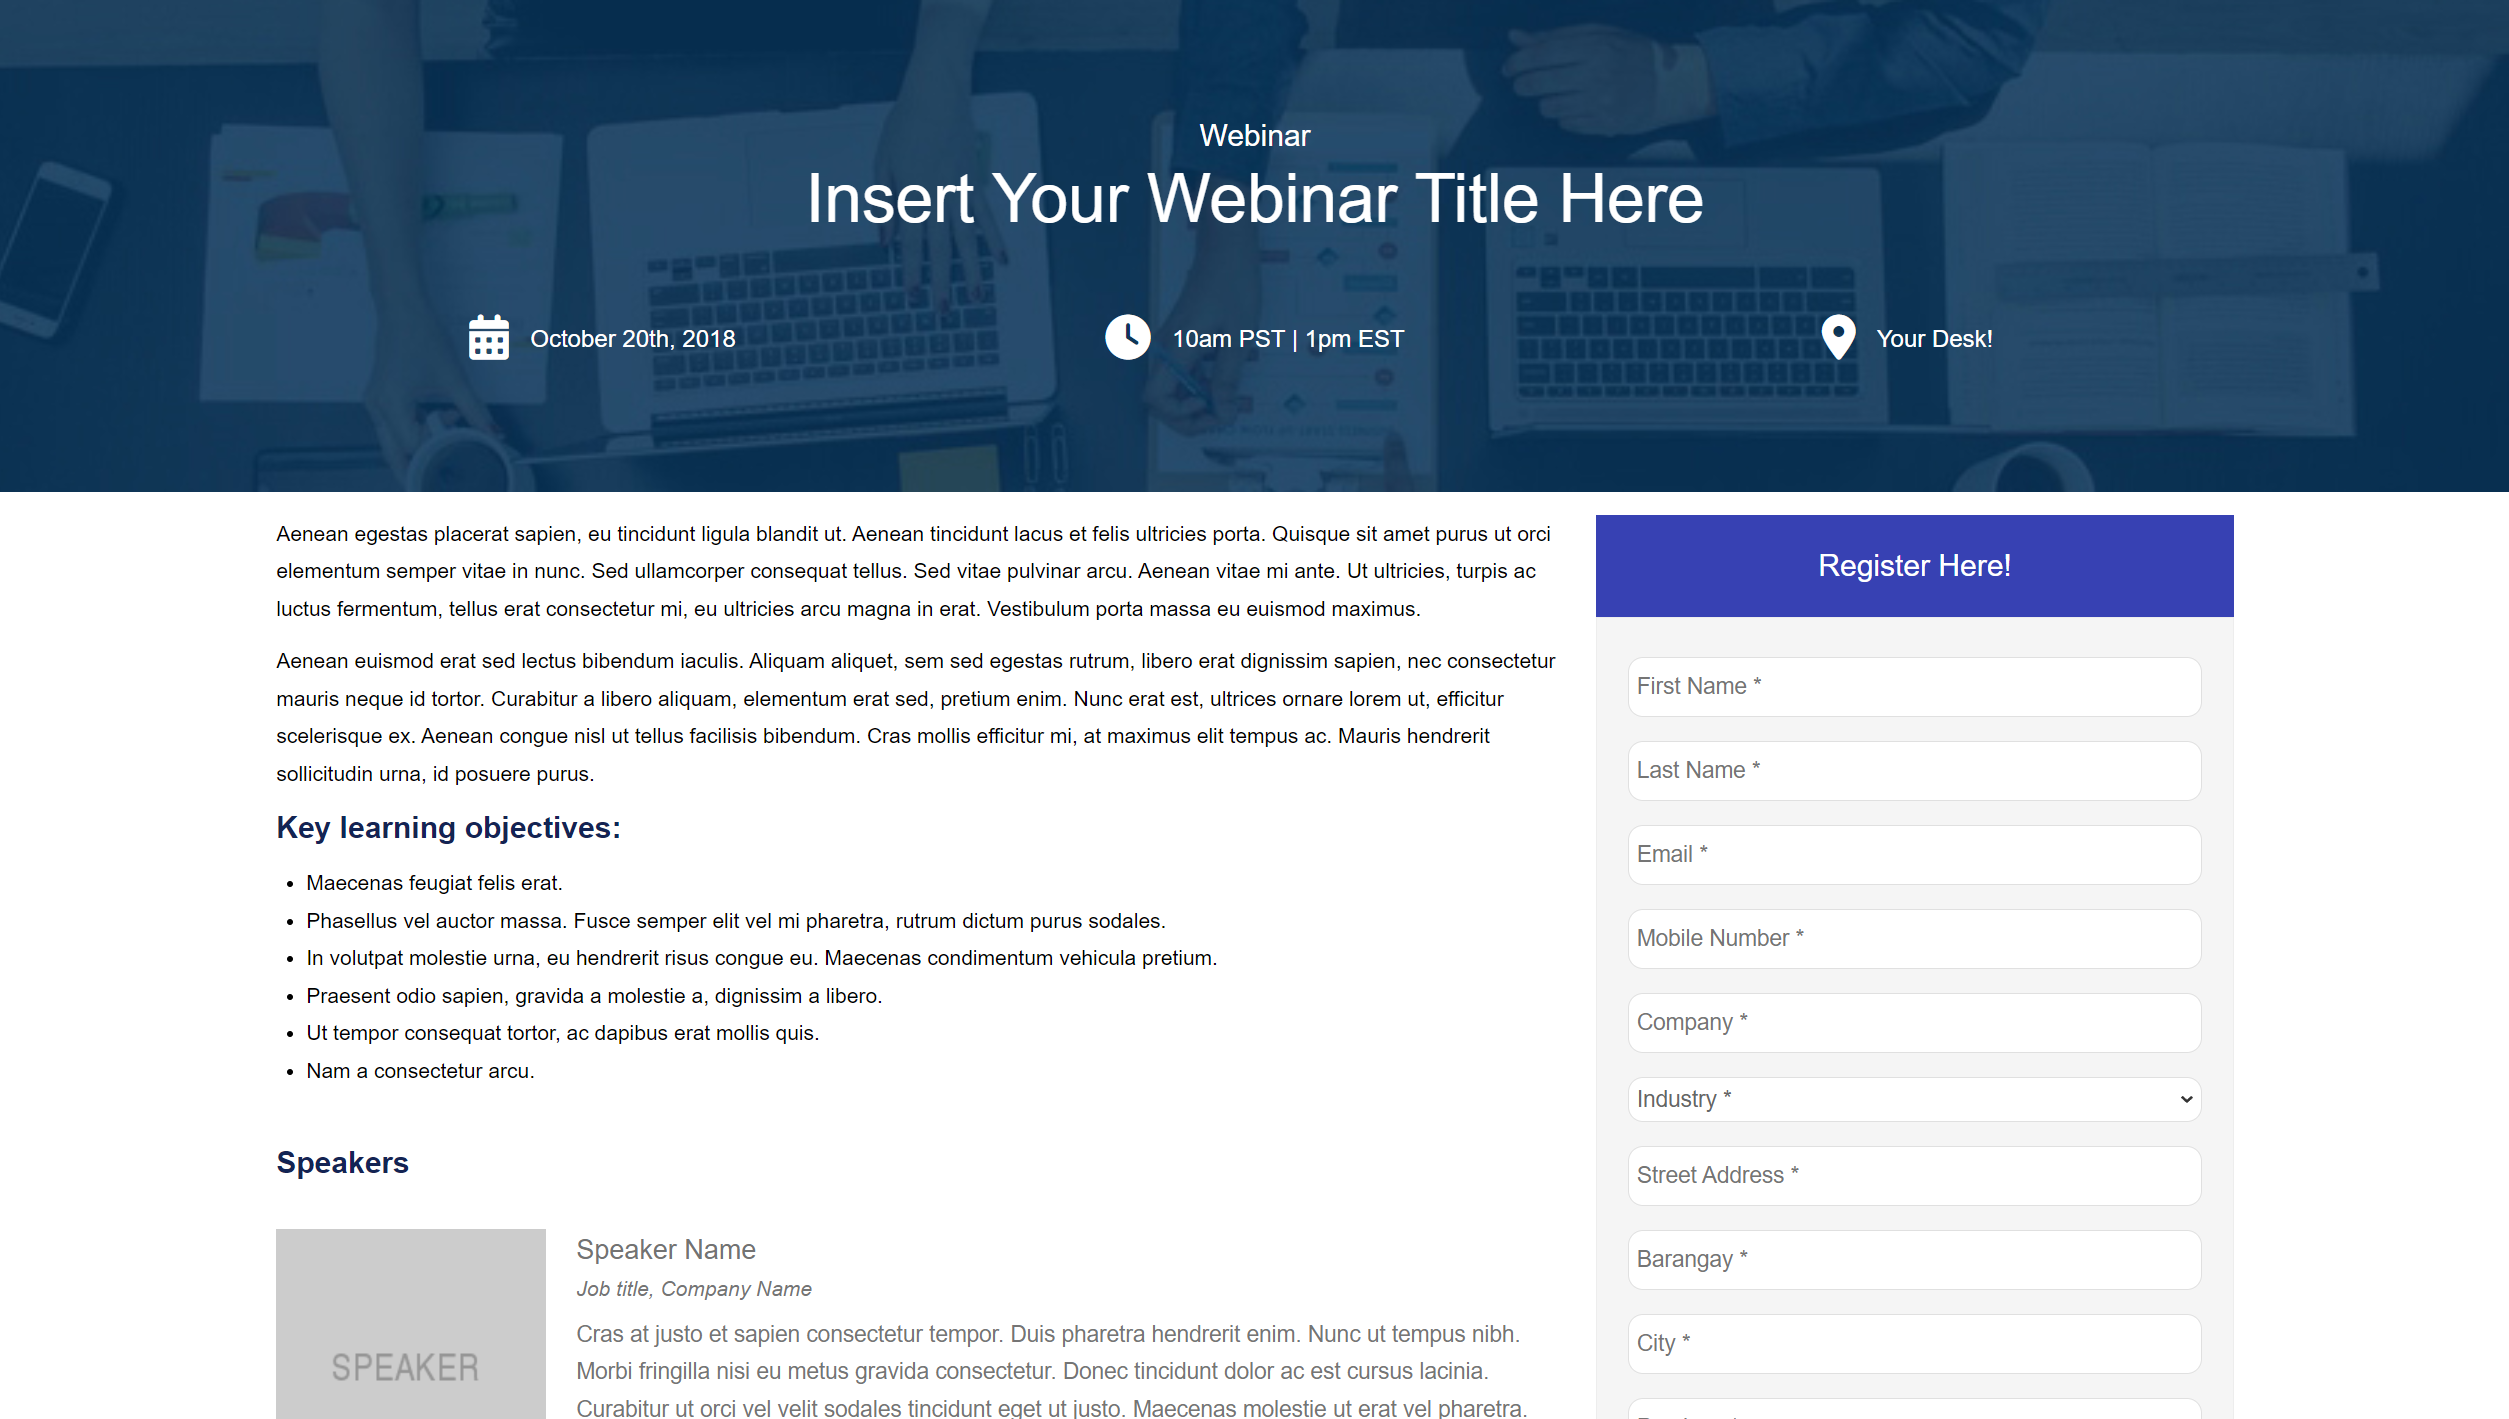 Webinar
Insert Your Webinar Title Here
October 20th, 2018
10am PST | 1pm EST
Your Desk!
Aenean egestas placerat sapien, eu tincidunt ligula blandit ut. Aenean tincidunt lacus et felis ultricies porta. Quisque sit amet purus ut orci
elementum semper vitae in nunc. Sed ullamcorper consequat tellus. Sed vitae pulvinar arcu. Aenean vitae mi ante. Ut ultricies, turpis ac
luctus fermentum, tellus erat consectetur mi, eu ultricies arcu magna in erat. Vestibulum porta massa eu euismod maximus.
Aenean euismod erat sed lectus bibendum iaculis. Aliquam aliquet, sem sed egestas rutrum, libero erat dignissim sapien, nec consectetur
mauris neque id tortor. Curabitur a libero aliquam, elementum erat sed, pretium enim. Nunc erat est, ultrices ornare lorem ut, efficitur
scelerisque ex. Aenean congue nisl ut tellus facilisis bibendum. Cras mollis efficitur mi, at maximus elit tempus ac. Mauris hendrerit
sollicitudin urna, id posuere purus.
Key learning objectives:
• Maecenas feugiat felis erat.
• Phasellus vel auctor massa. Fusce semper elit vel mi pharetra, rutrum dictum purus sodales.
• In volutpat molestie urna, eu hendrerit risus congue eu. Maecenas condimentum vehicula pretium.
• Praesent odio sapien, gravida a molestie a, dignissim a libero.
• Ut tempor consequat tortor, ac dapibus erat mollis quis.
• Nam a consectetur arcu.
Speakers
SPEAKER
Speaker Name
Job title, Company Name
Cras at justo et sapien consectetur tempor. Duis pharetra hendrerit enim. Nunc ut tempus nibh.
Morbi fringilla nisi eu metus gravida consectetur. Donec tincidunt dolor ac est cursus lacinia.
Curabitur ut orci vel velit sodales tincidunt eget ut justo. Maecenas molestie ut erat vel pharetra.
Register Here!
First Name *
Last Name *
Email *
Mobile Number *
Company *
Industry *
Street Address *
Barangay *
City *